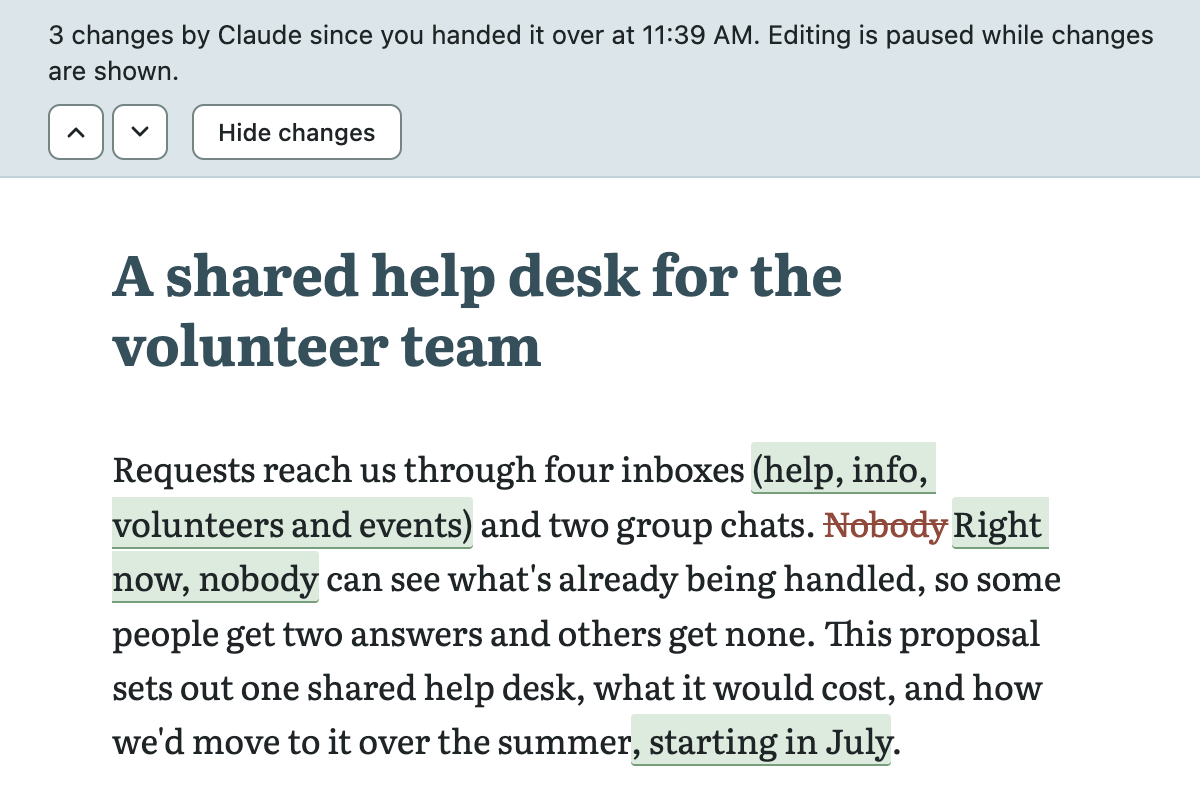 3 changes by Claude since you handed it over at 11:39 AM. Editing is paused while changes
are shown.
Hide changes
A shared help desk for the
volunteer team
Requests reach us through four inboxes (help, info,
volunteers and events) and two group chats. Nobody Right
now, nobody can see what's already being handled, so some
people get two answers and others get none. This proposal
sets out one shared help desk, what it would cost, and how
we'd move to it over the summer, starting in July.